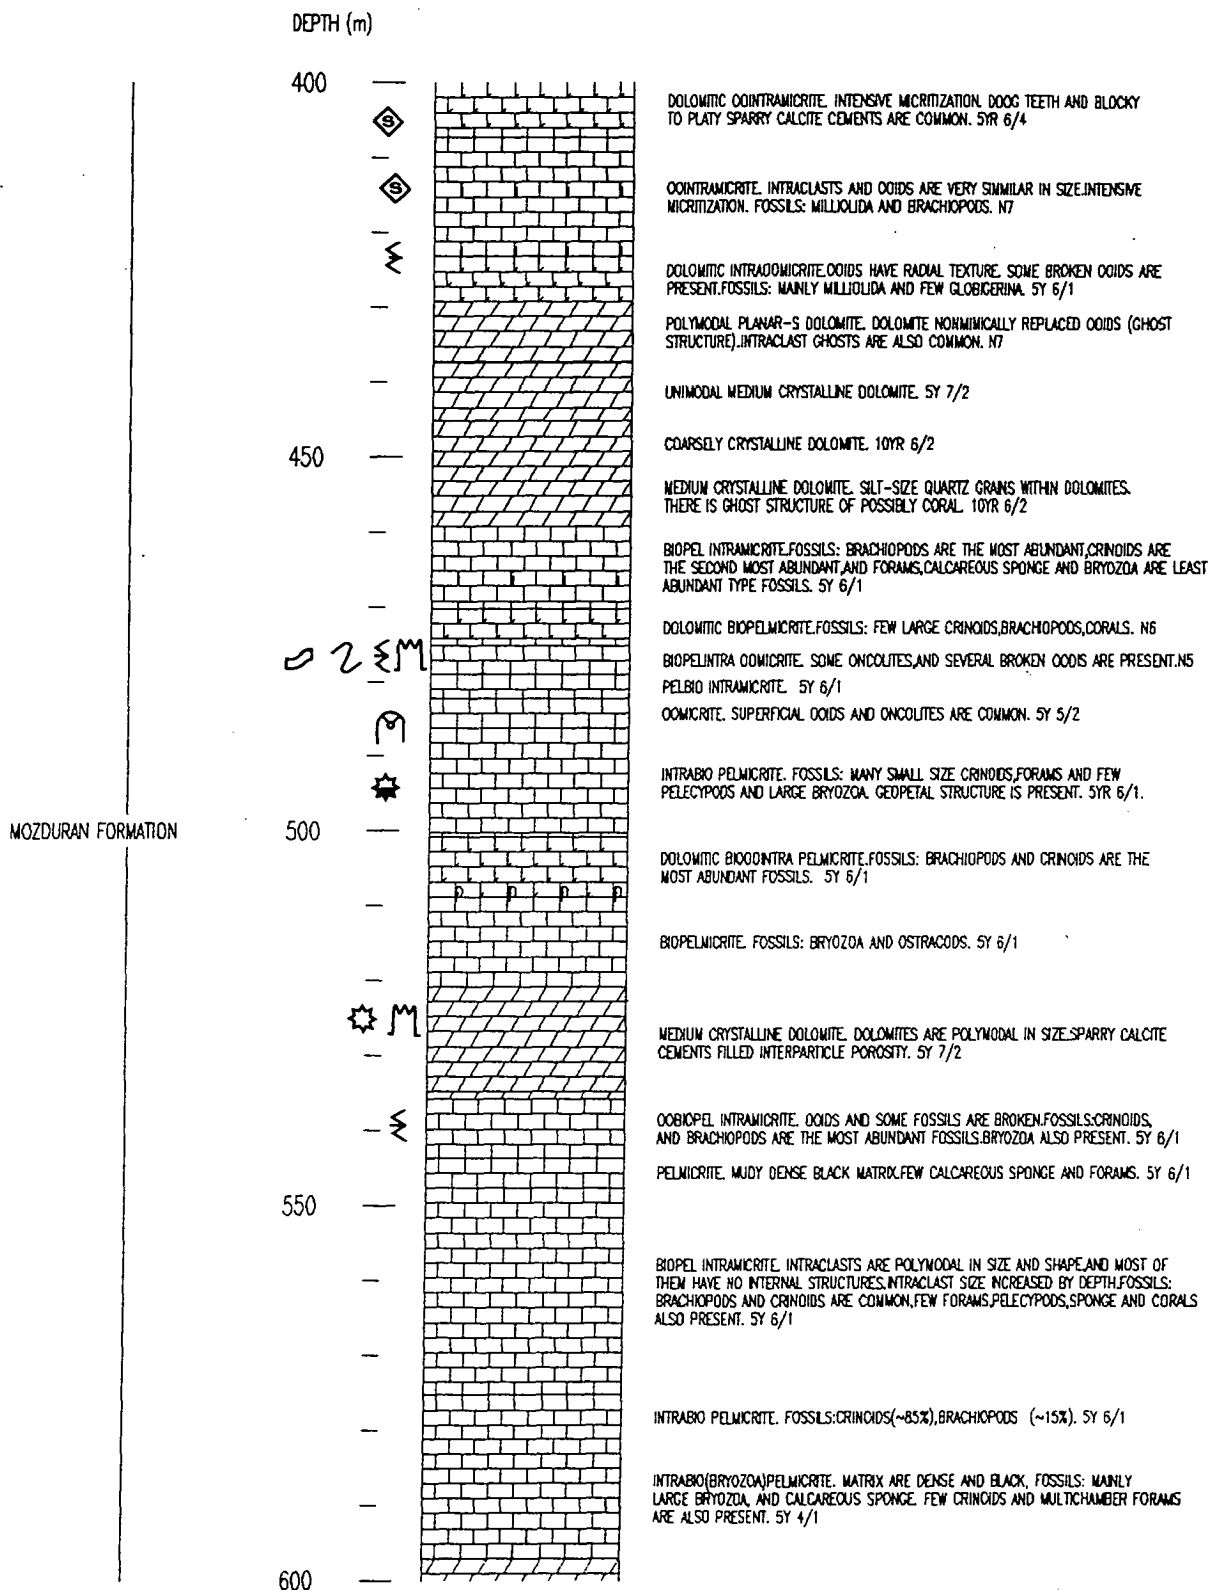 DEPTH (m)
400
DOLOMITIC OOINTRAMICRITE. INTENSIVE MICRITIZATION. DOOG TEETH AND BLOCKY
TO PLATY SPARRY CALCITE CEMENTS ARE COMMON. 5YR 6/4
S
S
OOINTRAMICRITE. INTRACLASTS AND OOIDS ARE VERY SIMMILAR IN SIZE.INTENSIVE
MICRITIZATION. FOSSILS: MILLIOLIDA AND BRACHIOPODS. N7
DOLOMITIC INTRAOOMICRITE.OOIDS HAVE RADIAL TEXTURE. SOME BROKEN OOIDS ARE
PRESENT.FOSSILS: MAINLY MILLIOLIDA AND FEW GLOBIGERINA. 5Y 6/1
POLYMODAL PLANAR-S DOLOMITE. DOLOMITE NONMIMICALLY REPLACED OOIDS (GHOST
STRUCTURE).INTRACLAST GHOSTS ARE ALSO COMMON. N7
UNIMODAL MEDIUM CRYSTALLINE DOLOMITE. 5Y 7/2
COARSELY CRYSTALLINE DOLOMITE. 10YR 6/2
450
MEDIUM CRYSTALLINE DOLOMITE. SILT-SIZE QUARTZ GRAINS WITHIN DOLOMITES.
THERE IS GHOST STRUCTURE OF POSSIBLY CORAL. 10YR 6/2
BIOPEL INTRAMICRITE.FOSSILS: BRACHIOPODS ARE THE MOST ABUNDANT,CRINOIDS ARE
THE SECOND MOST ABUNDANT,AND FORAMS,CALCAREOUS SPONGE AND BRYOZOA ARE LEAST
ABUNDANT TYPE FOSSILS. 5Y 6/1
DOLOMITIC BIOPELMICRITE.FOSSILS: FEW LARGE CRINOIDS,BRACHIOPODS,CORALS. N6
BIOPELINTRA OOMICRITE. SOME ONCOLITES,AND SEVERAL BROKEN OODIS ARE PRESENT.N5
PELBIO INTRAMICRITE. 5Y 6/1
OOMICRITE. SUPERFICIAL OOIDS AND ONCOLITES ARE COMMON. 5Y 5/2
INTRABIO PELMICRITE. FOSSILS: MANY SMALL SIZE CRINOIDS,FORAMS AND FEW
PELECYPODS AND LARGE BRYOZOA. GEOPETAL STRUCTURE IS PRESENT. 5YR 6/1.
MOZDURAN FORMATION
500
DOLOMITIC BIOOOINTRA PELMICRITE.FOSSILS: BRACHIOPODS AND CRINOIDS ARE THE
MOST ABUNDANT FOSSILS. 5Y 6/1
BIOPELMICRITE. FOSSILS: BRYOZOA AND OSTRACODS. 5Y 6/1
MEDIUM CRYSTALLINE DOLOMITE. DOLOMITES ARE POLYMODAL IN SIZE.SPARRY CALCITE
CEMENTS FILLED INTERPARTICLE POROSITY. 5Y 7/2
OOBIOPEL INTRAMICRITE. OOIDS AND SOME FOSSILS ARE BROKEN.FOSSILS:CRINOIDS,
AND BRACHIOPODS ARE THE MOST ABUNDANT FOSSILS.BRYOZOA ALSO PRESENT. 5Y 6/1
PELMICRITE. MUDY DENSE BLACK MATRIX.FEW CALCAREOUS SPONGE AND FORAMS. 5Y 6/1
550
BIOPEL INTRAMICRITE. INTRACLASTS ARE POLYMODAL IN SIZE AND SHAPE,AND MOST OF
THEM HAVE NO INTERNAL STRUCTURES.INTRACLAST SIZE INCREASED BY DEPTH.FOSSILS:
BRACHIOPODS AND CRINOIDS ARE COMMON,FEW FORAMS,PELECYPODS,SPONGE AND CORALS
ALSO PRESENT. 5Y 6/1
INTRABIO PELMICRITE. FOSSILS:CRINOIDS(~85%),BRACHIOPODS (~15%). 5Y 6/1
INTRABIO(BRYOZOA)PELMICRITE. MATRIX ARE DENSE AND BLACK, FOSSILS: MAINLY
LARGE BRYOZOA, AND CALCAREOUS SPONGE. FEW CRINOIDS AND MULTICHAMBER FORAMS
ARE ALSO PRESENT. 5Y 4/1
600